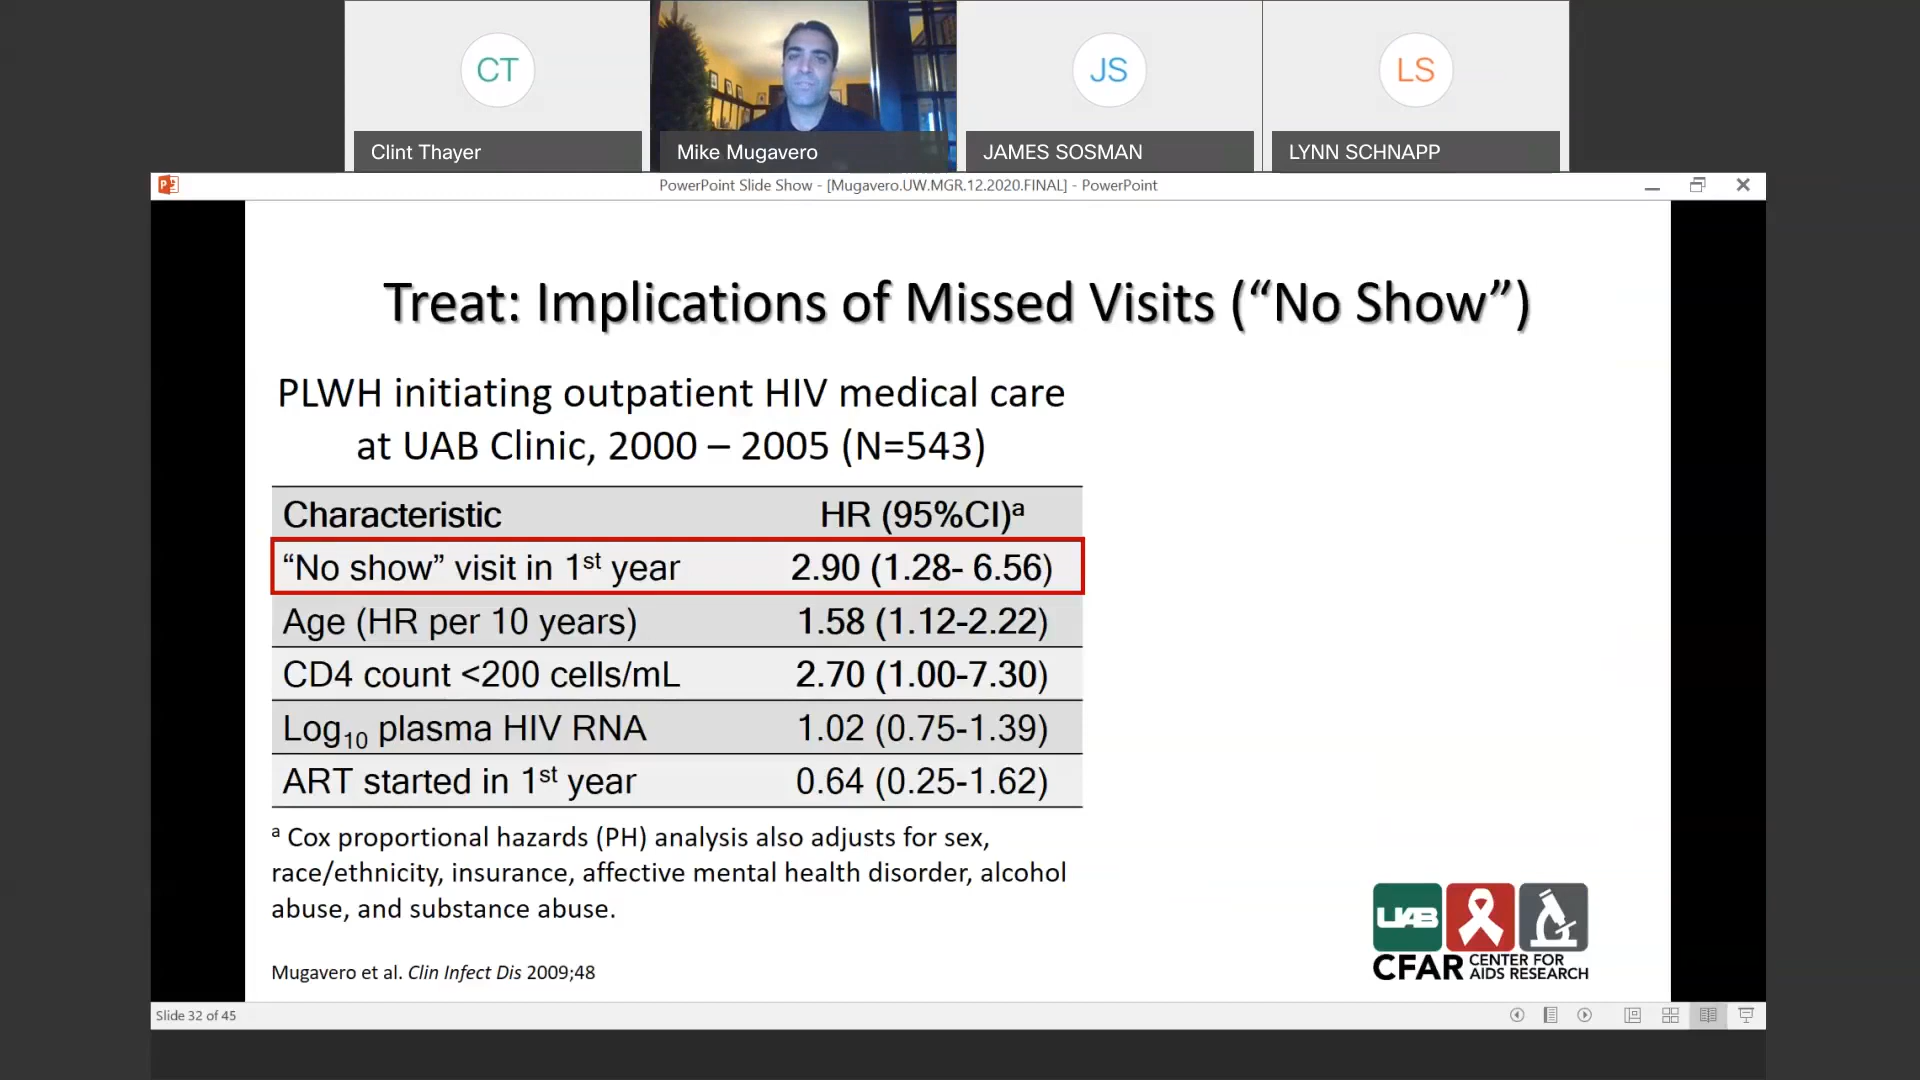 CT
JS
LS
Clint Thayer
Mike Mugavero
JAMES SOSMAN
LYNN SCHNAPP
PowerPoint Slide Show - [Mugavero.UW.MGR.12.2020.FINAL] - PowerPoint
Treat: Implications of Missed Visits (“No Show”)
PLWH initiating outpatient HIV medical care
at UAB Clinic, 2000 – 2005 (N=543)
Characteristic HR (95%CI)ᵃ
“No show” visit in 1ˢᵗ year 2.90 (1.28- 6.56)
Age (HR per 10 years) 1.58 (1.12-2.22)
CD4 count <200 cells/mL 2.70 (1.00-7.30)
Log₁₀ plasma HIV RNA 1.02 (0.75-1.39)
ART started in 1ˢᵗ year 0.64 (0.25-1.62)
ᵃ Cox proportional hazards (PH) analysis also adjusts for sex,
race/ethnicity, insurance, affective mental health disorder, alcohol
abuse, and substance abuse.
Mugavero et al. Clin Infect Dis 2009;48
UAB
CFAR CENTER FOR
AIDS RESEARCH
Slide 32 of 45